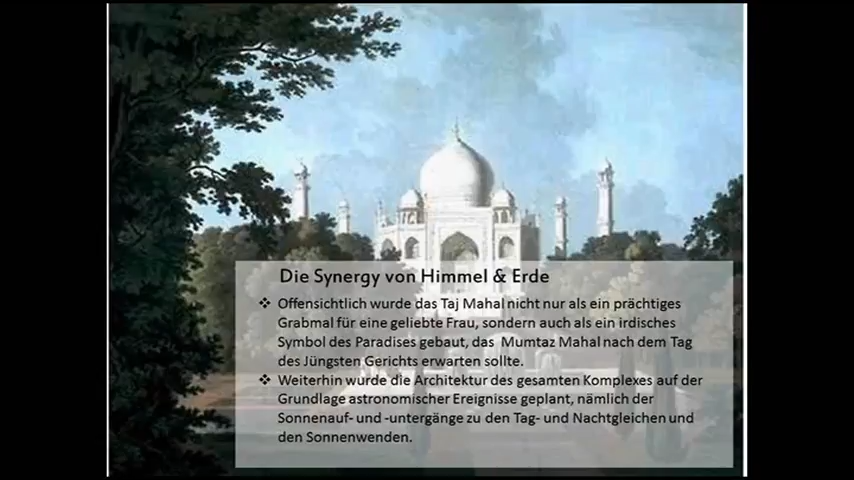 Die Synergy von Himmel & Erde
❖ Offensichtlich wurde das Taj Mahal nicht nur als ein prächtiges
Grabmal für eine geliebte Frau, sondern auch als ein irdisches
Symbol des Paradises gebaut, das Mumtaz Mahal nach dem Tag
des Jüngsten Gerichts erwarten sollte.
❖ Weiterhin wurde die Architektur des gesamten Komplexes auf der
Grundlage astronomischer Ereignisse geplant, nämlich der
Sonnenauf- und -untergänge zu den Tag- und Nachtgleichen und
den Sonnenwenden.